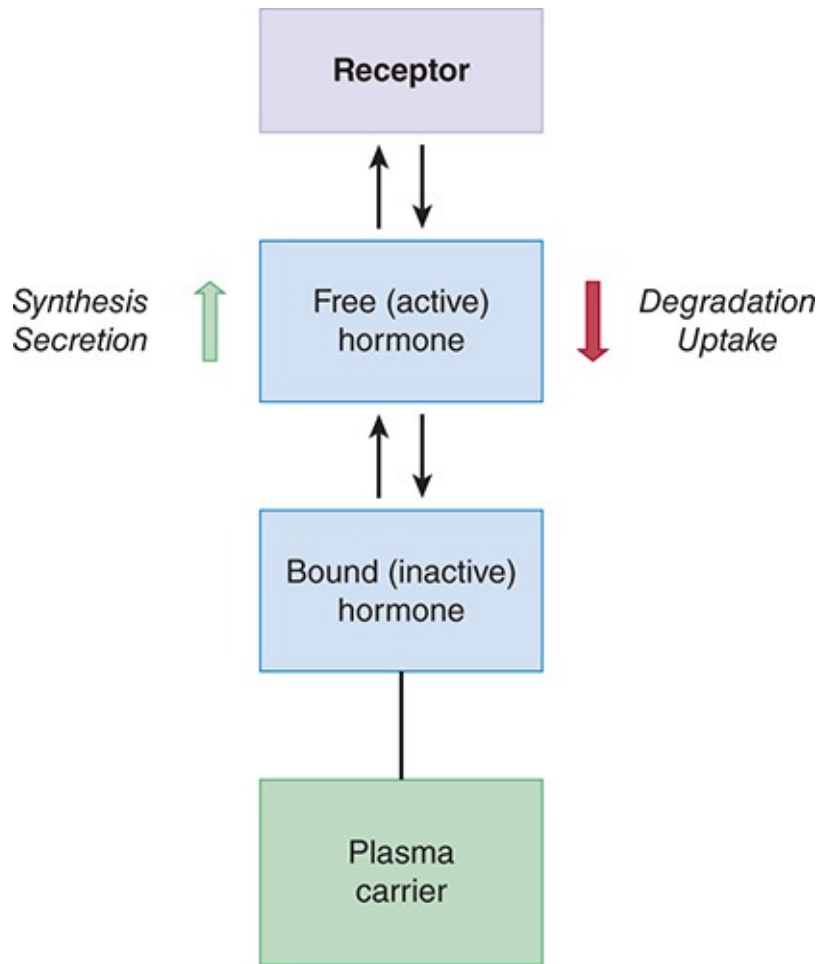 Receptor
Synthesis
Secretion
Free (active)
hormone
Degradation
Uptake
Bound (inactive)
hormone
Plasma
carrier